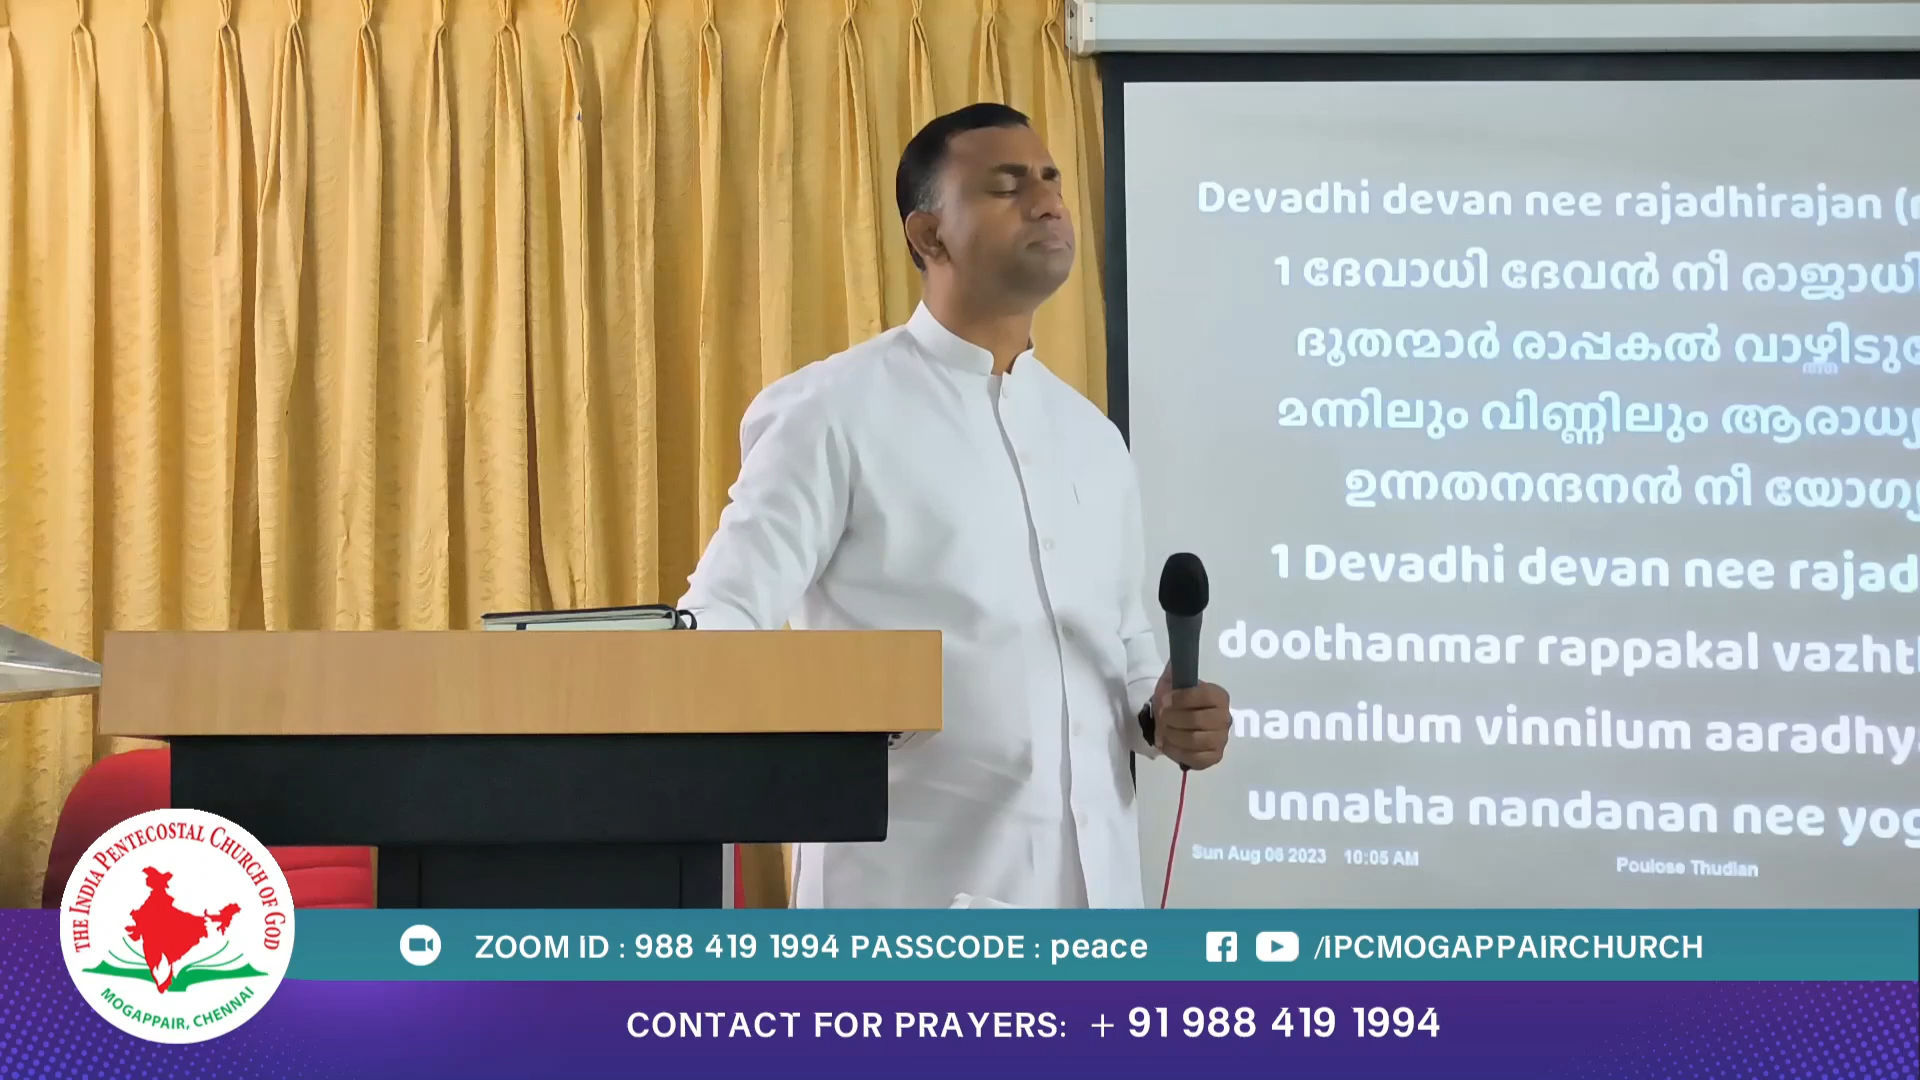 Devadhi devan nee rajadhirajan
1 ദേവാധി ദേവൻ നീ രാജാധി
ദൂതന്മാർ രാപ്പകൽ വാഴ്ത്തിടു
മന്നിലും വിണ്ണിലും ആരാധ്യ
ഉന്നതനന്ദനൻ നീ യോഗ്യ
1 Devadhi devan nee rajad
doothanmar rappakal vazht
mannilum vinnilum aaradhy
unnatha nandanan nee yog
Sun Aug 06 2023 10:05 AM
Poulose Thudian
THE INDIA PENTECOSTAL CHURCH OF GOD
MOGAPPAIR, CHENNAI
ZOOM ID : 988 419 1994 PASSCODE : peace
/IPCMOGAPPAIRCHURCH
CONTACT FOR PRAYERS: + 91 988 419 1994